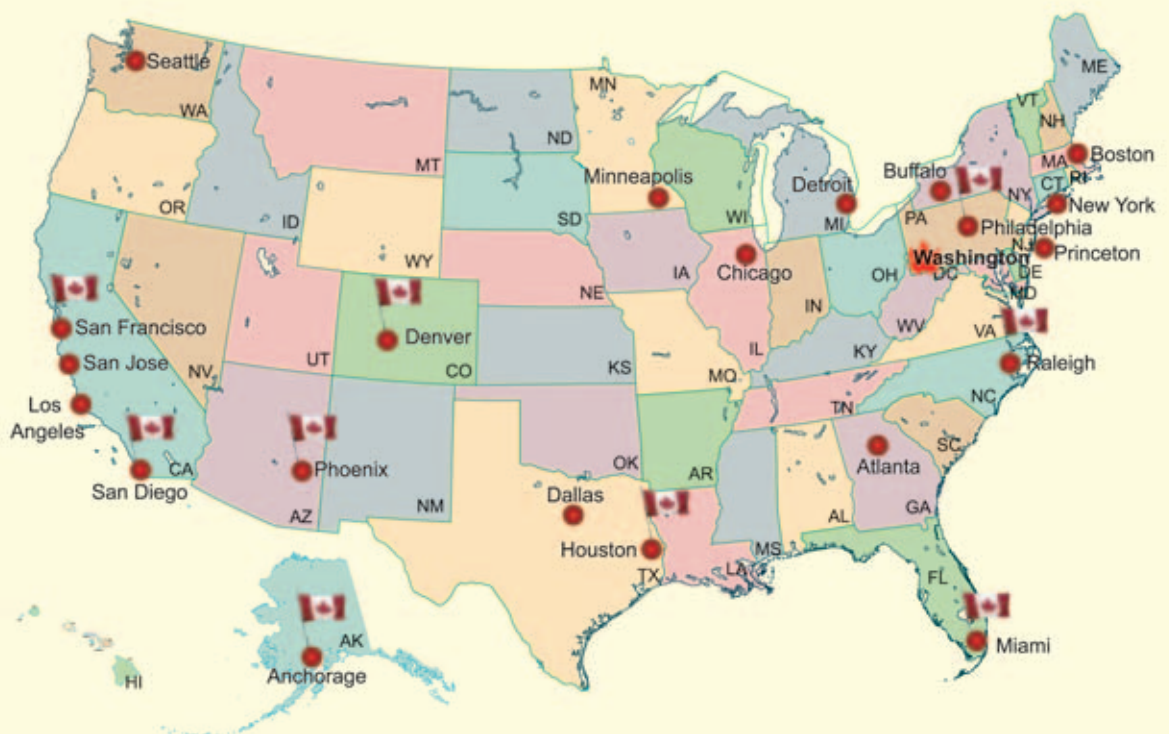 Seattle
WA
MT
ND
MN
ME
VT
NH
OR
ID
SD
Minneapolis
WI
Detroit
MI
Buffalo
NY
MA
Boston
RI
CT
New York
PA
Philadelphia
NJ
Princeton
WY
NE
IA
Chicago
OH
Washington
DC
DE
MD
San Francisco
San Jose
NV
UT
Denver
CO
KS
MO
IL
IN
KY
WV
VA
Raleigh
NC
Los
Angeles
CA
San Diego
Phoenix
AZ
NM
OK
AR
TN
SC
Atlanta
GA
AL
MS
Dallas
Houston
TX
LA
FL
Miami
HI
AK
Anchorage